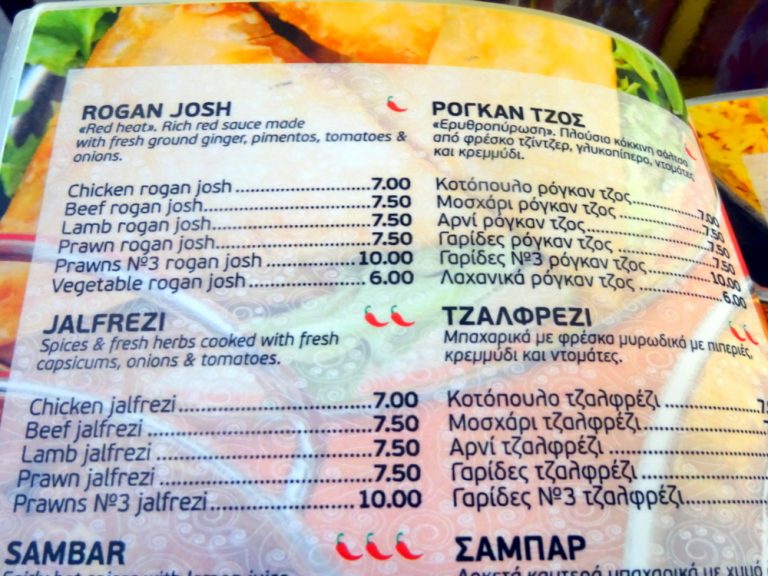 ROGAN JOSH
«Red heat». Rich red sauce made
with fresh ground ginger, pimentos, tomatoes &
onions.
Chicken rogan josh.....................7.00
Beef rogan josh...........................7.50
Lamb rogan josh.........................7.50
Prawn rogan josh........................7.50
Prawns №3 rogan josh ..............10.00
Vegetable rogan josh..................6.00
JALFREZI
Spices & fresh herbs cooked with fresh
capsicums, onions & tomatoes.
Chicken jalfrezi.............................7.00
Beef jalfrezi .................................7.50
Lamb jalfrezi ................................7.50
Prawn jalfrezi ...............................7.50
Prawns №3 jalfrezi......................10.00
SAMBAR
ΡΟΓΚΑΝ ΤΖΟΣ
«Ερυθροπύρωση». Πλούσια κόκκινη σάλτσα
από φρέσκο τζίντζερ, γλυκοπίπερο, ντομάτες
και κρεμμύδι.
Κοτόπουλο ρόγκαν τζος..............7.00
Μοσχάρι ρόγκαν τζος .................7.50
Αρνί ρόγκαν τζος........................7.50
Γαρίδες ρόγκαν τζος ...................7.50
Γαρίδες №3 ρόγκαν τζος............10.00
Λαχανικά ρόγκαν τζος ................6.00
ΤΖΑΛΦΡΕΖΙ
Μπαχαρικά με φρέσκα μυρωδικά με πιπεριές,
κρεμμύδι και ντομάτες.
Κοτόπουλο τζαλφρέζι ..................
Μοσχάρι τζαλφρέζι......................
Αρνί τζαλφρέζι ...........................
Γαρίδες τζαλφρέζι .......................
Γαρίδες №3 τζαλφρέζι..................
ΣΑΜΠΑΡ